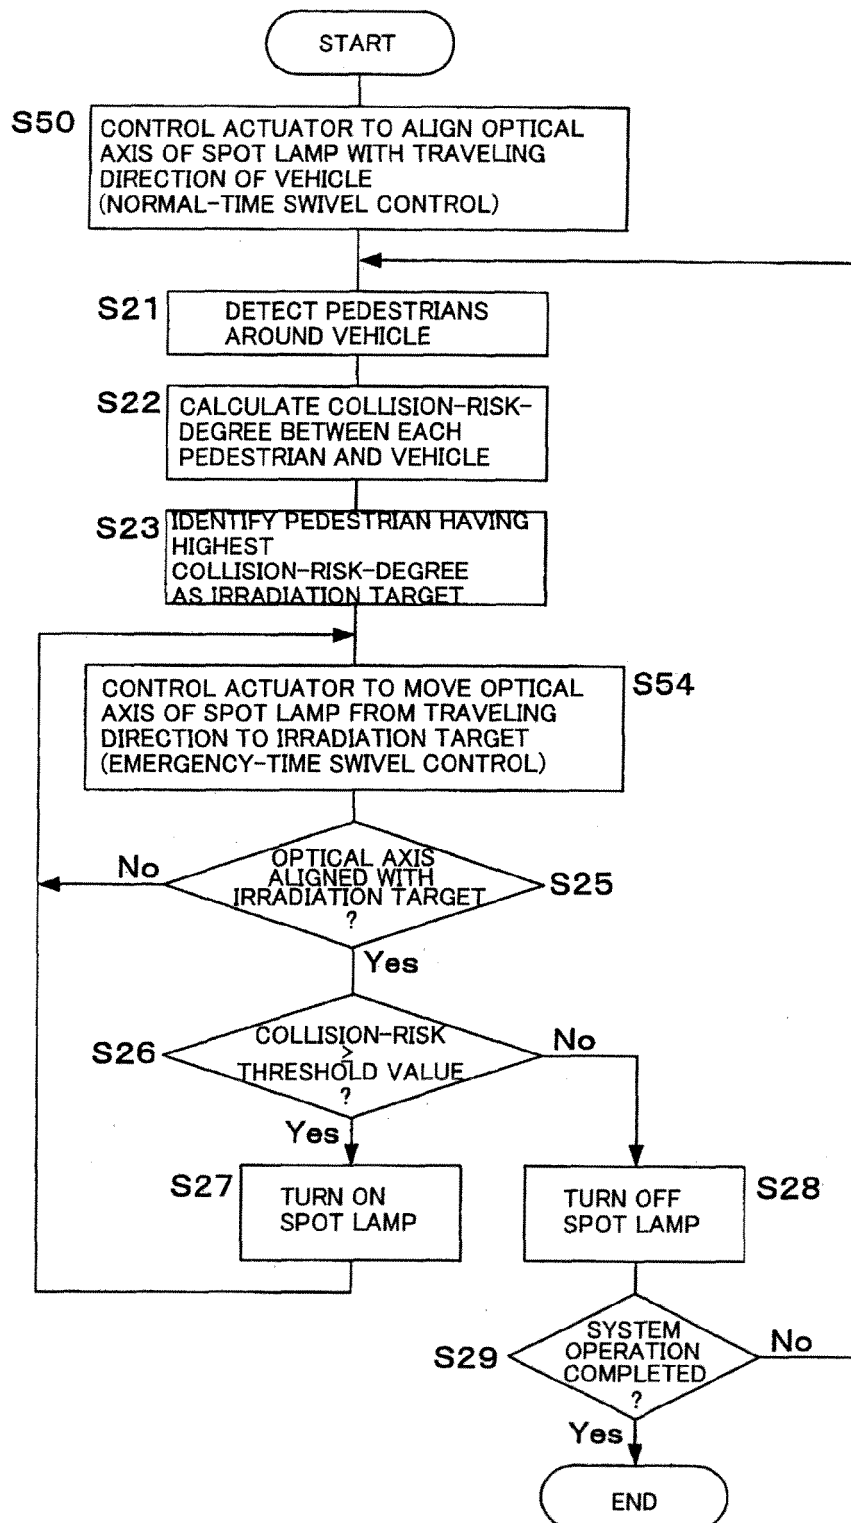 START
S50
CONTROL ACTUATOR TO ALIGN OPTICAL
AXIS OF SPOT LAMP WITH TRAVELING
DIRECTION OF VEHICLE
(NORMAL-TIME SWIVEL CONTROL)
S21
DETECT PEDESTRIANS
AROUND VEHICLE
S22
CALCULATE COLLISION-RISK-
DEGREE BETWEEN EACH
PEDESTRIAN AND VEHICLE
S23
IDENTIFY PEDESTRIAN HAVING
HIGHEST
COLLISION-RISK-DEGREE
AS IRRADIATION TARGET
S54
CONTROL ACTUATOR TO MOVE OPTICAL
AXIS OF SPOT LAMP FROM TRAVELING
DIRECTION TO IRRADIATION TARGET
(EMERGENCY-TIME SWIVEL CONTROL)
No
OPTICAL AXIS
ALIGNED WITH
IRRADIATION TARGET
?
S25
Yes
S26
COLLISION-RISK
≥
THRESHOLD VALUE
?
No
Yes
S27
TURN ON
SPOT LAMP
TURN OFF
SPOT LAMP
S28
S29
SYSTEM
OPERATION
COMPLETED
?
No
Yes
END